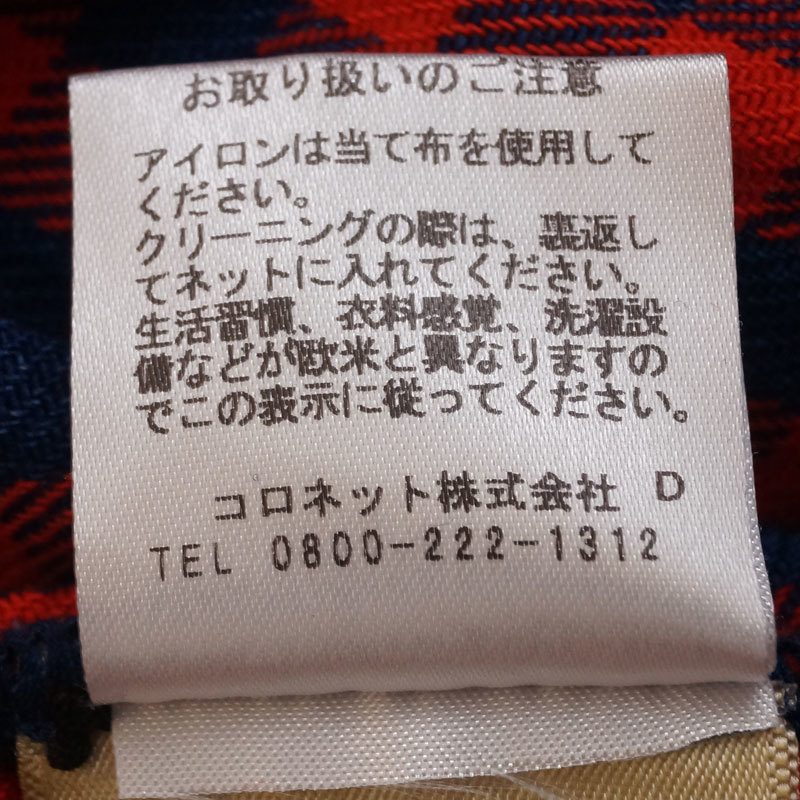 お取り扱いのご注意
アイロンは当て布を使用して
ください。
クリーニングの際は、裏返し
てネットに入れてください。
生活習慣、衣料感覚、洗濯設
備などが欧米と異なりますの
でこの表示に従ってください。
コロネット株式会社 D
TEL 0800-222-1312